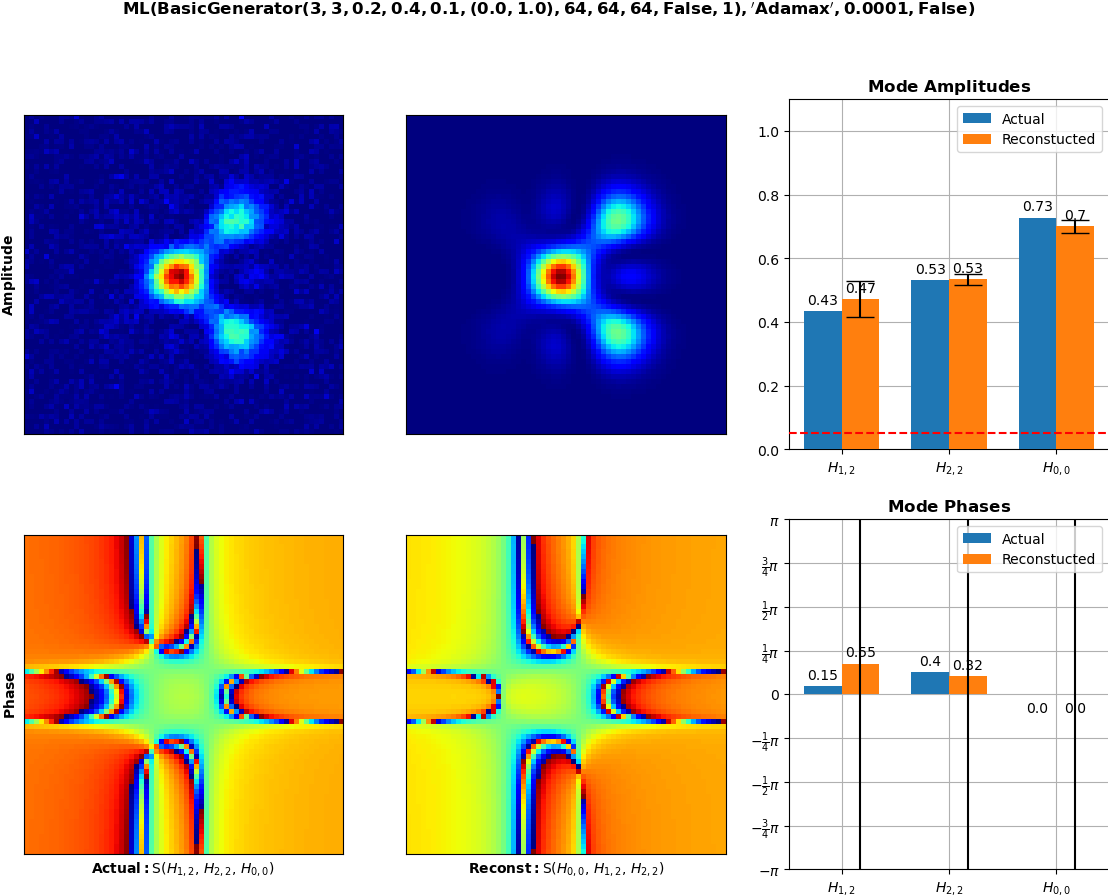 ML(BasicGenerator(3, 3, 0.2, 0.4, 0.1, (0.0, 1.0), 64, 64, 64, False, 1), 'Adamax', 0.0001, False)
Amplitude
Mode Amplitudes
Actual
Reconstucted
1.0
0.8
0.6
0.4
0.2
0.0
0.43
0.47
0.53
0.53
0.73
0.7
H1,2
H2,2
H0,0
Phase
Actual: S(H1,2, H2,2, H0,0)
Reconst: S(H0,0, H1,2, H2,2)
Mode Phases
Actual
Reconstucted
π
3/4π
1/2π
1/4π
0
−1/4π
−1/2π
−3/4π
−π
0.15
0.55
0.4
0.32
0.0
0.0
H1,2
H2,2
H0,0